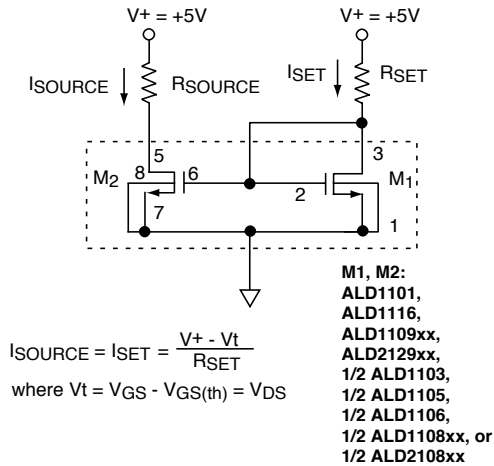 V+ = +5V
V+ = +5V
ISOURCE
RSOURCE
ISET
RSET
5
3
M2
8
6
2
M1
7
1
M1, M2:
ALD1101,
ALD1116,
ALD1109xx,
ALD2129xx,
1/2 ALD1103,
1/2 ALD1105,
1/2 ALD1106,
1/2 ALD1108xx, or
1/2 ALD2108xx
ISOURCE = ISET = V+ - Vt
RSET
where Vt = VGS - VGS(th) = VDS